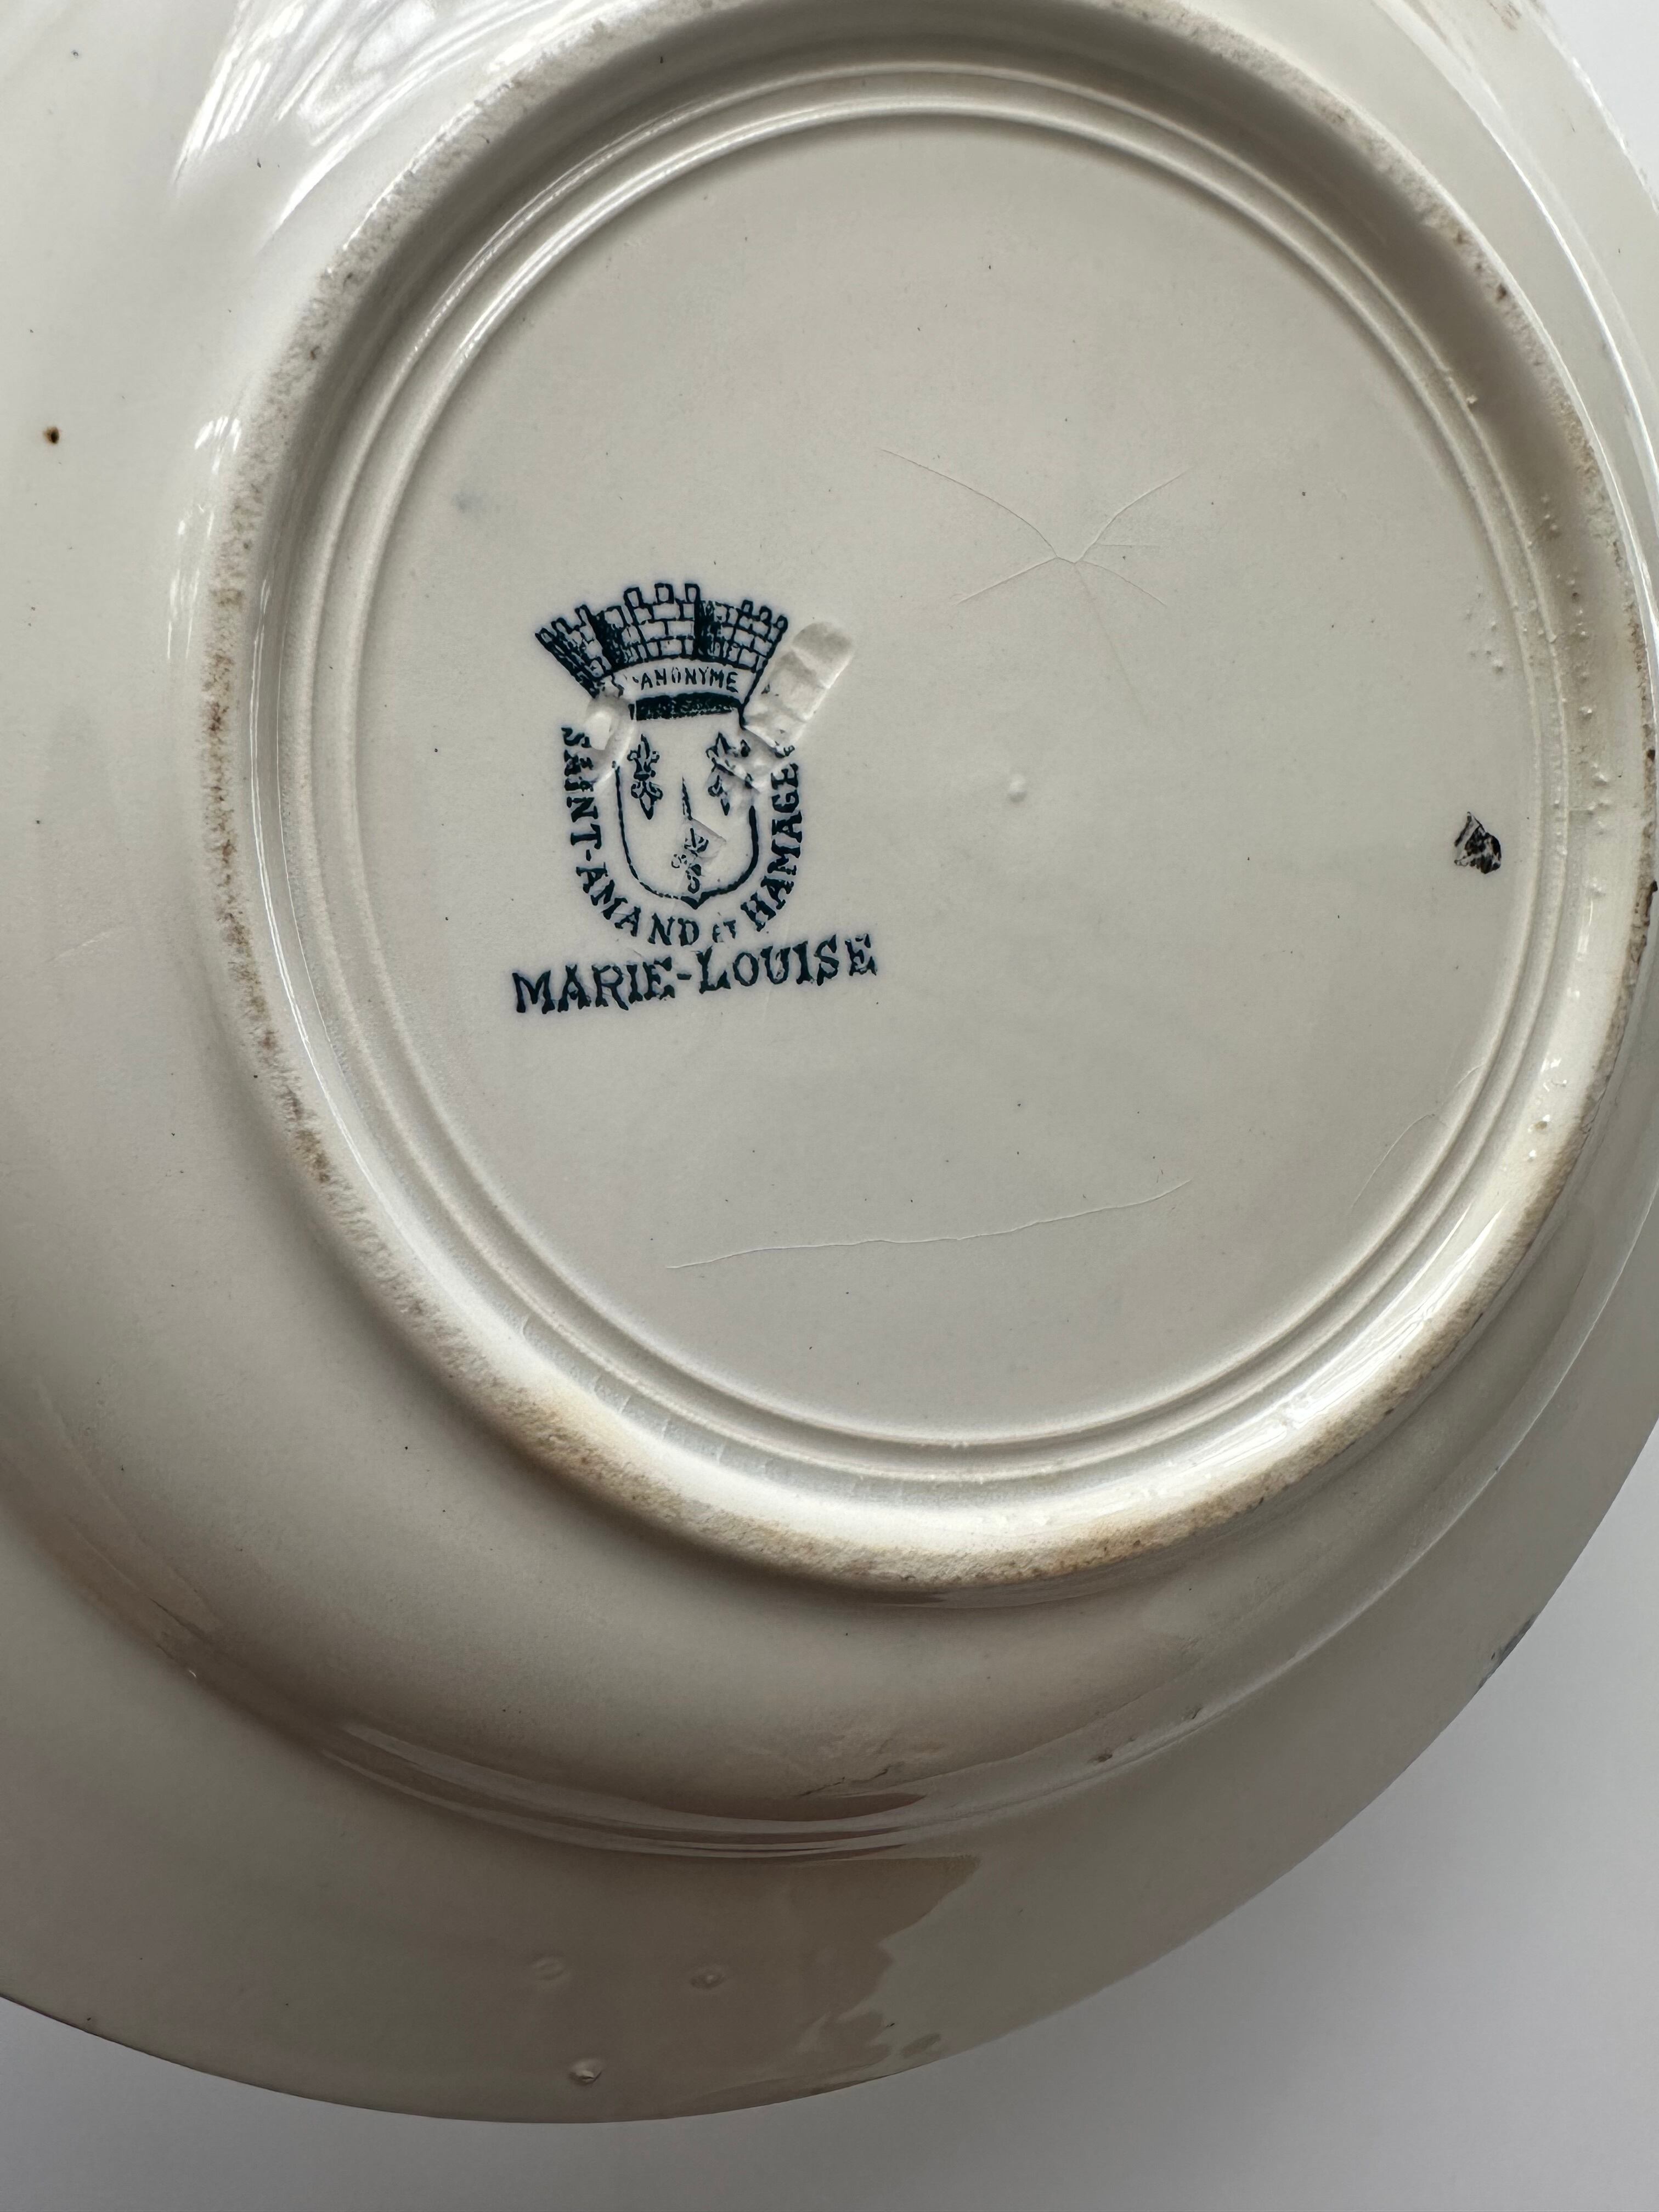 ANONYME
SAINT-AMAND ET HAMAGE
MARIE-LOUISE